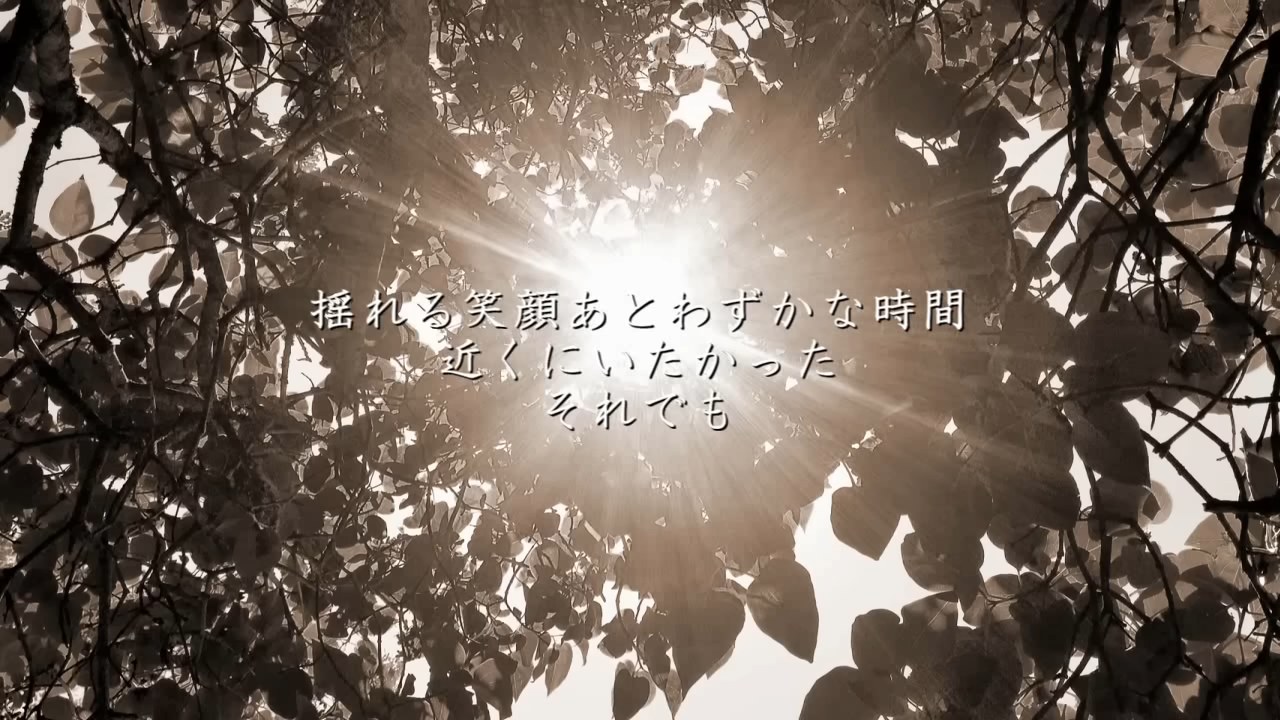 揺れる笑顔あとわずかな時間
近くにいたかった
それでも